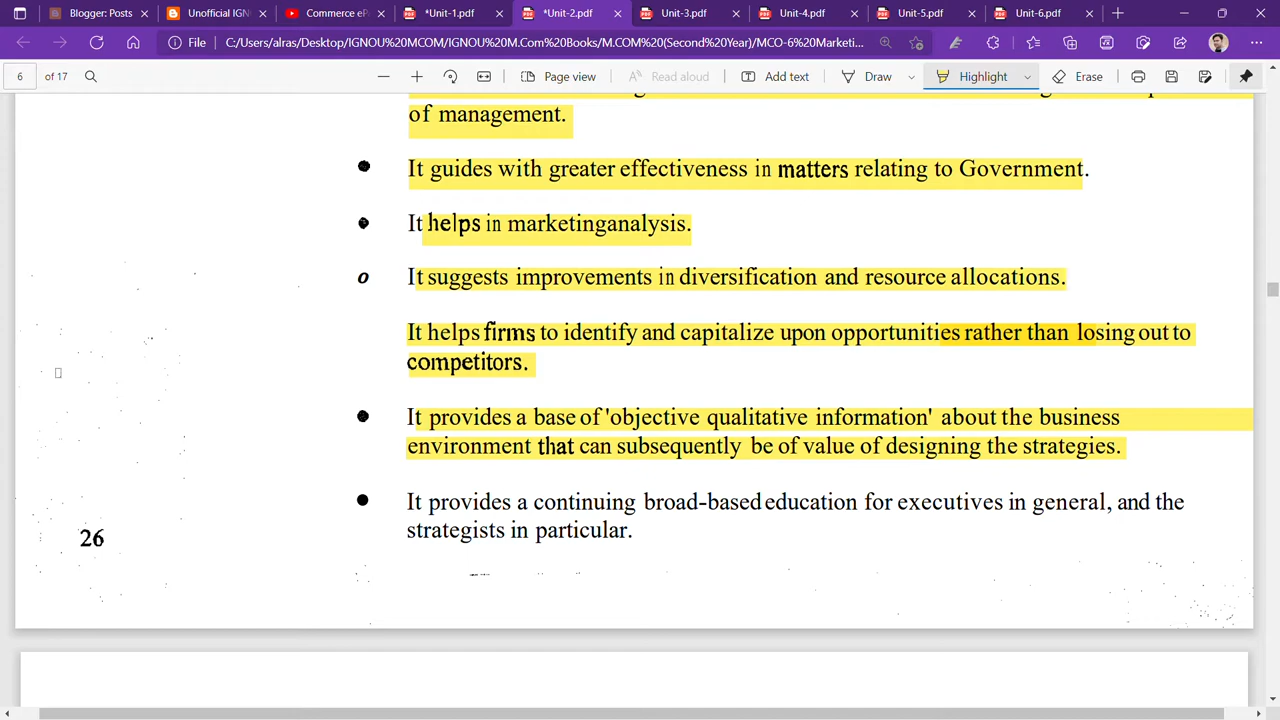 Blogger: Posts
Unofficial IGNO
Commerce eP
*Unit-1.pdf
*Unit-2.pdf
Unit-3.pdf
Unit-4.pdf
Unit-5.pdf
Unit-6.pdf
File
C:/Users/alras/Desktop/IGNOU%20MCOM/IGNOU%20M.Com%20Books/M.COM%20(Second%20Year)/MCO-6%20Marketi...
6
of 17
Page view
Read aloud
Add text
Draw
Highlight
Erase
of management.
It guides with greater effectiveness in matters relating to Government.
It helps in marketinganalysis.
It suggests improvements in diversification and resource allocations.
It helps firms to identify and capitalize upon opportunities rather than losing out to
competitors.
It provides a base of 'objective qualitative information' about the business
environment that can subsequently be of value of designing the strategies.
It provides a continuing broad-based education for executives in general, and the
strategists in particular.
26